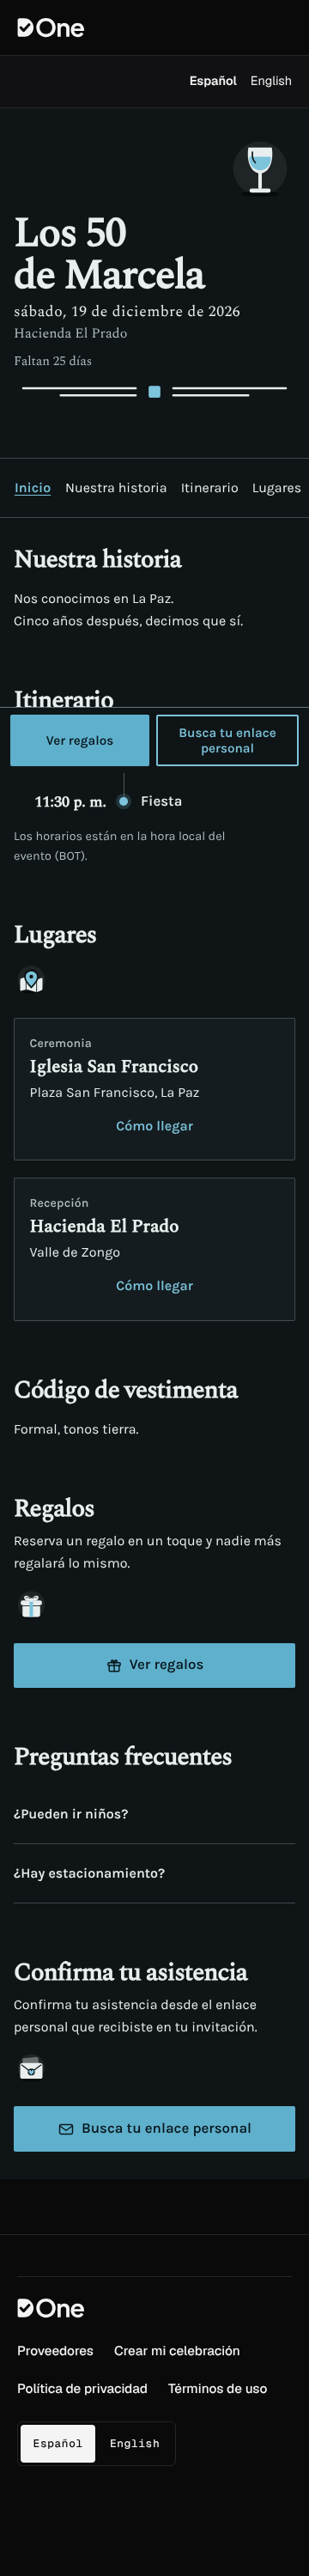 One
Español English
Los 50
de Marcela
sábado, 19 de diciembre de 2026
Hacienda El Prado
Faltan 25 días
Inicio Nuestra historia Itinerario Lugares
Nuestra historia
Nos conocimos en La Paz.
Cinco años después, decimos que sí.
Itinerario
Ver regalos
Busca tu enlace
personal
11:30 p. m. Fiesta
Los horarios están en la hora local del
evento (BOT).
Lugares
Ceremonia
Iglesia San Francisco
Plaza San Francisco, La Paz
Cómo llegar
Recepción
Hacienda El Prado
Valle de Zongo
Cómo llegar
Código de vestimenta
Formal, tonos tierra.
Regalos
Reserva un regalo en un toque y nadie más
regalará lo mismo.
Ver regalos
Preguntas frecuentes
¿Pueden ir niños?
¿Hay estacionamiento?
Confirma tu asistencia
Confirma tu asistencia desde el enlace
personal que recibiste en tu invitación.
Busca tu enlace personal
One
Proveedores Crear mi celebración
Política de privacidad Términos de uso
Español English